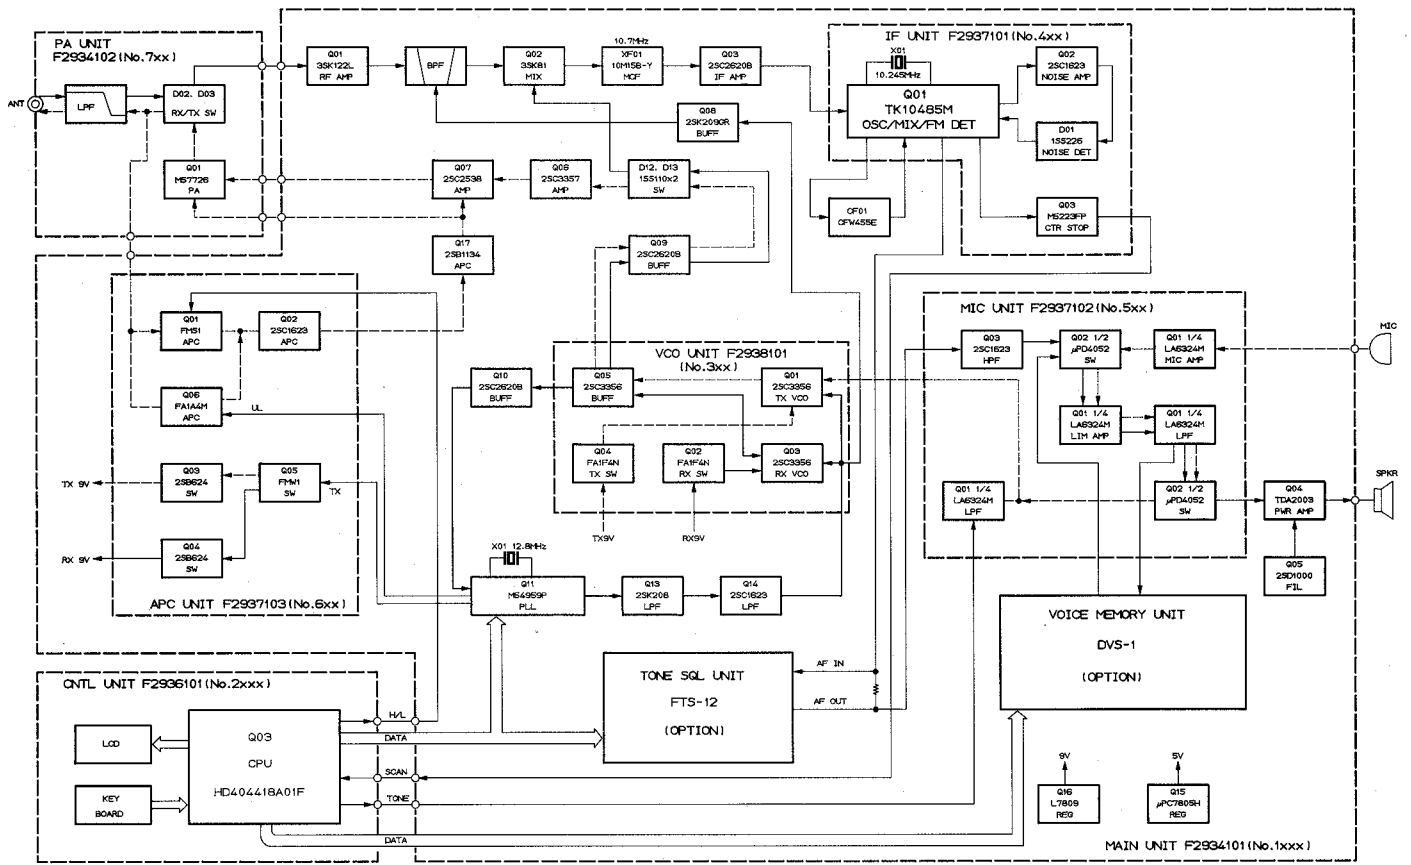 PA UNIT
F2934102(No.7xx)
ANT
LPF
D02. D03
RX/TX SW
Q01
M57726
PA
Q01
3SK122L
RF AMP
BPF
Q02
3SK81
MIX
10.7MHz
XF01
10M15B-Y
MCF
Q03
2SC2620B
IF AMP
Q08
2SK209GR
BUFF
IF UNIT F2937101(No.4xx)
X01
10.245MHz
Q01
TK10485M
OSC/MIX/FM DET
Q02
2SC1623
NOISE AMP
D01
1SS226
NOISE DET
CF01
CFW455E
Q03
M5223FP
CTR STOP
Q07
2SC2538
AMP
Q06
2SC3357
AMP
D12. D13
1SS110x2
SW
Q17
2SB1134
APC
Q09
2SC2620B
BUFF
Q01
FMS1
APC
Q02
2SC1623
APC
Q06
FA1A4M
APC
UL
Q03
2SB624
SW
Q05
FMW1
SW
TX 9V
TX
Q04
2SB624
SW
RX 9V
APC UNIT F2937103(No.6xx)
VCO UNIT F2938101
(No.3xx)
Q10
2SC2620B
BUFF
Q05
2SC3356
BUFF
Q01
2SC3356
TX VCO
Q04
FA1F4N
TX SW
Q02
FA1F4N
RX SW
Q03
2SC3356
RX VCO
TX9V
RX9V
X01 12.8MHz
Q11
M54959P
PLL
Q13
2SK208
LPF
Q14
2SC1623
LPF
MIC UNIT F2937102(No.5xx)
Q03
2SC1623
HPF
Q02 1/2
µPD4052
SW
Q01 1/4
LA6324M
MIC AMP
MIC
Q01 1/4
LA6324M
LIM AMP
Q01 1/4
LA6324M
LPF
Q01 1/4
LA6324M
LPF
Q02 1/2
µPD4052
SW
Q04
TDA2003
PWR AMP
SPKR
Q05
2SD1000
FIL
VOICE MEMORY UNIT
DVS-1
(OPTION)
TONE SQL UNIT
FTS-12
(OPTION)
AF IN
AF OUT
CNTL UNIT F2936101(No.2xxx)
LCD
KEY
BOARD
Q03
CPU
HD404418A01F
H/L
DATA
SCAN
TONE
DATA
9V
Q16
L7809
REG
5V
Q15
µPC7805H
REG
MAIN UNIT F2934101(No.1xxx)